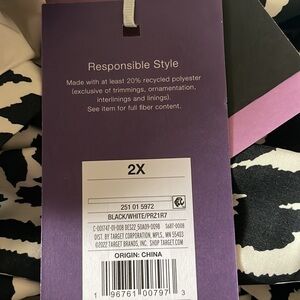 Responsible Style
Made with at least 20% recycled polyester
(exclusive of trimmings, ornamentation,
interlinings and linings).
See item for full fiber content.
2X
251 01 5972
BLACK/WHITE/PRZ1R7
DIST. BY TARGET CORPORATION, MPLS., MN 55403
©2022 TARGET BRANDS, INC. SHOP TARGET.COM
ORIGIN: CHINA
1 96761 00797 3